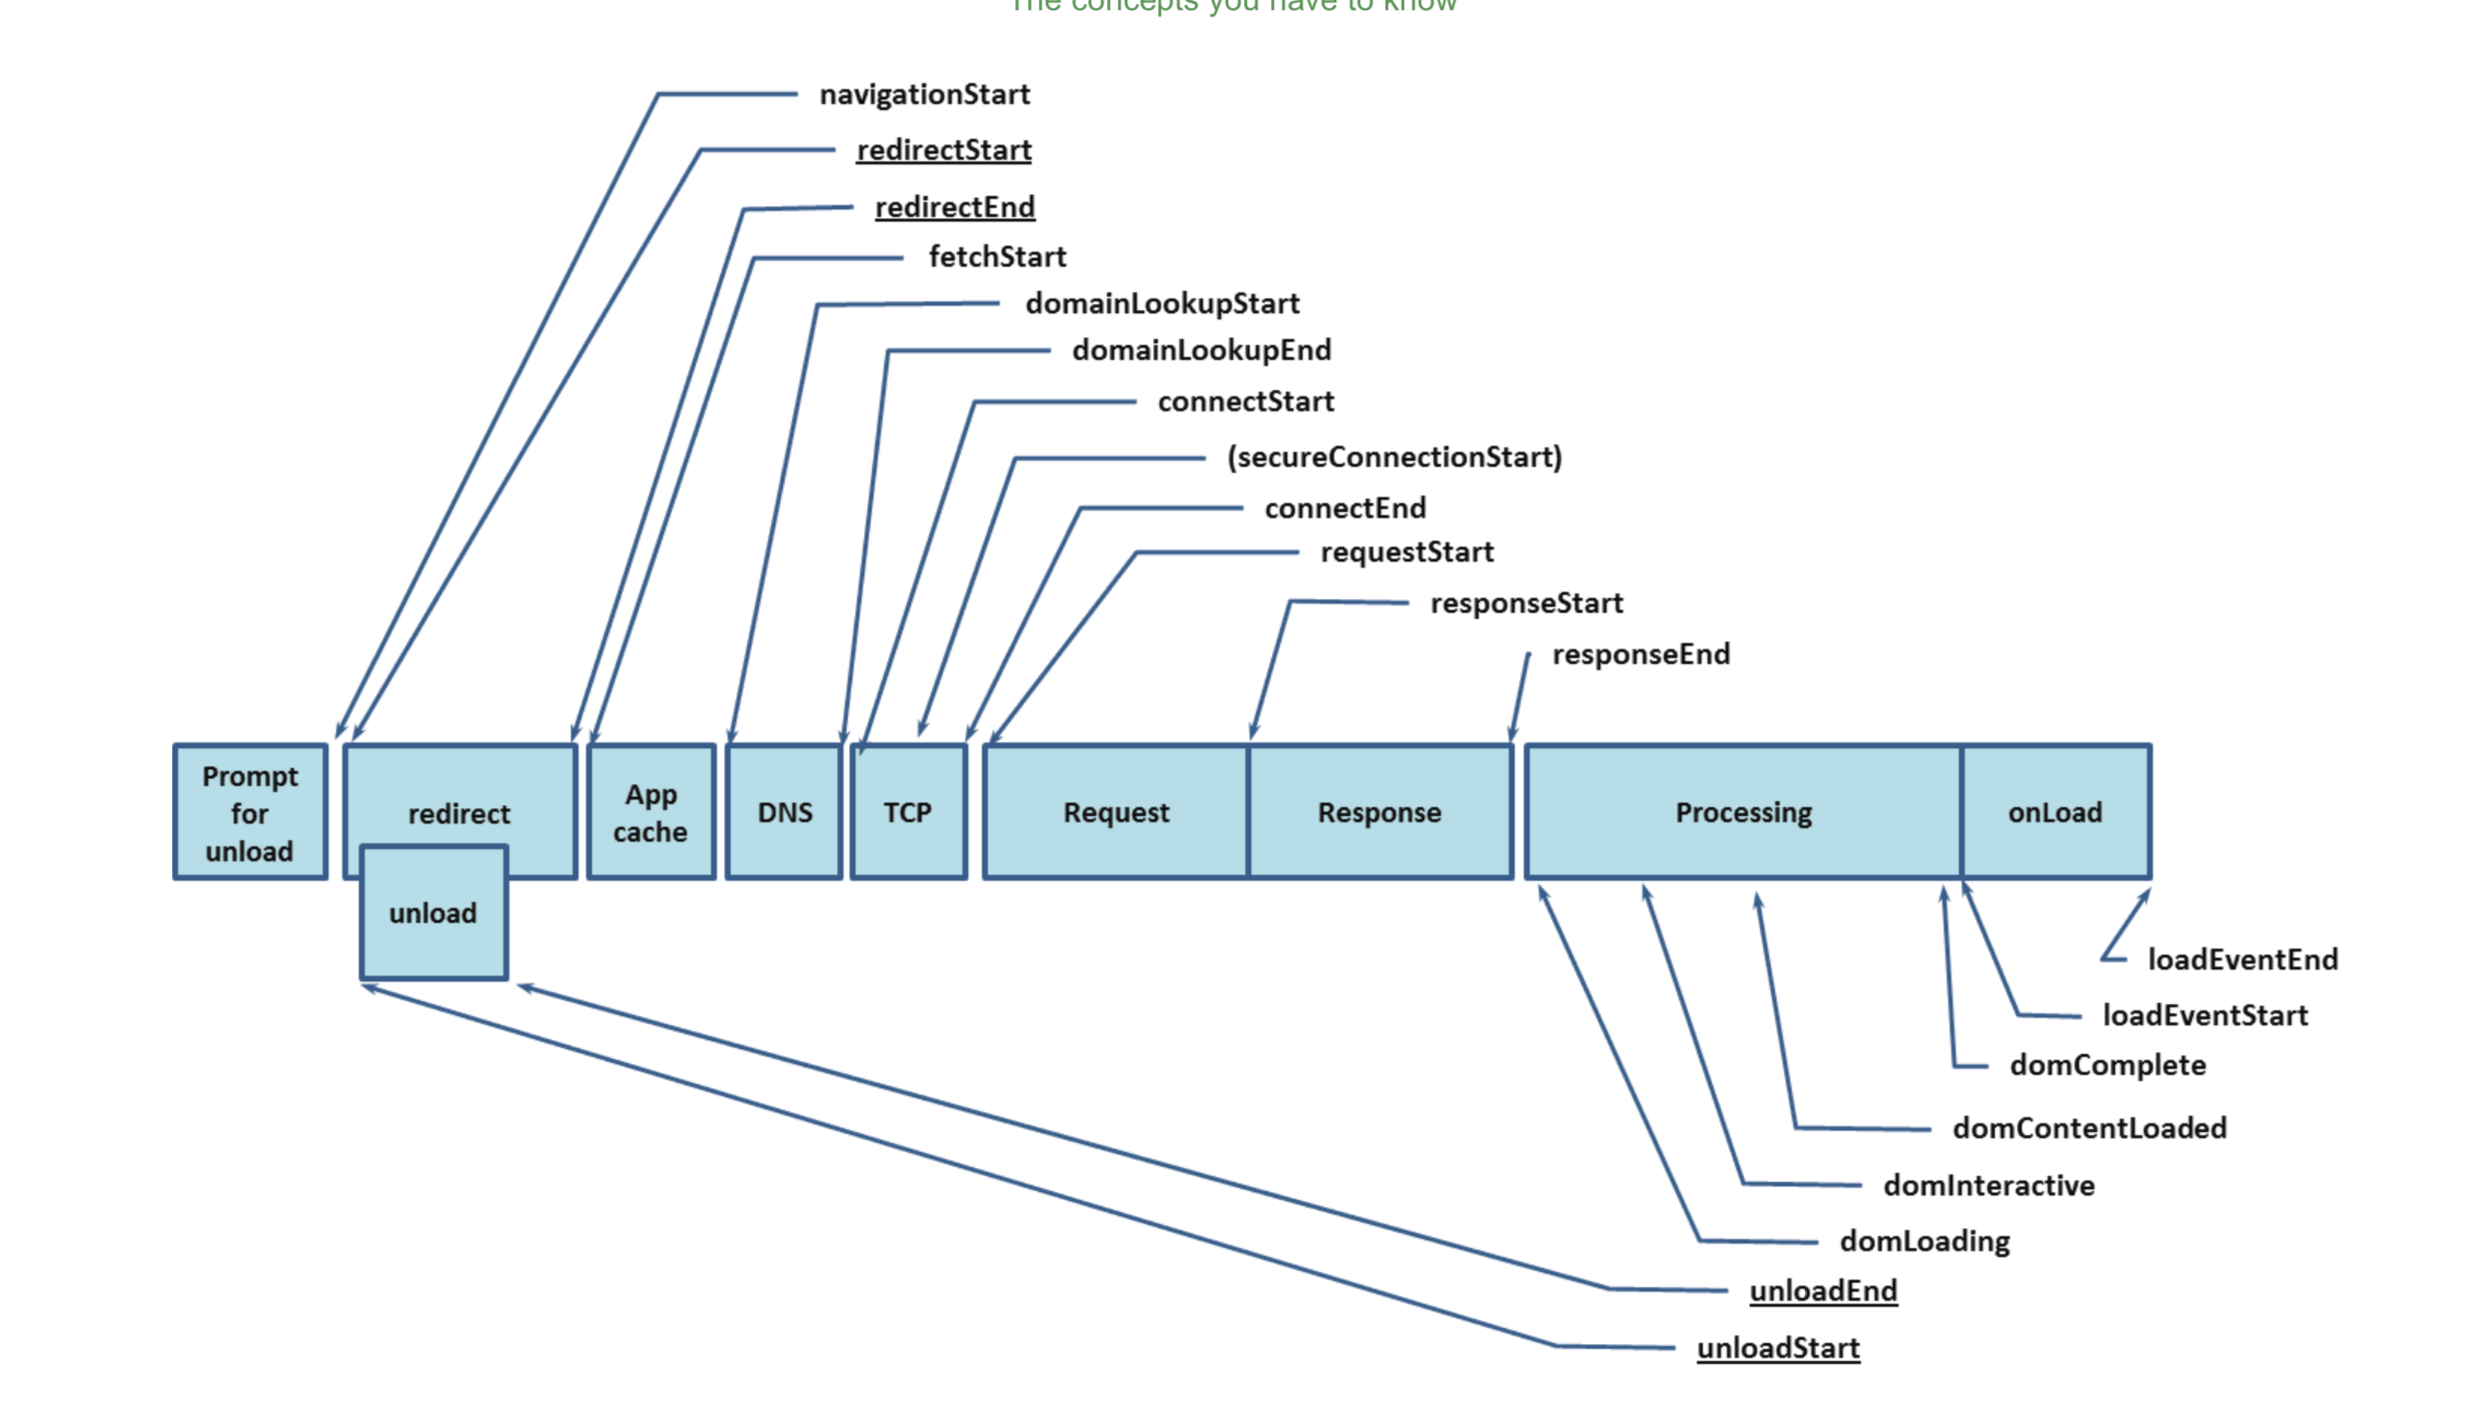 The concepts you have to know
navigationStart
redirectStart
redirectEnd
fetchStart
domainLookupStart
domainLookupEnd
connectStart
(secureConnectionStart)
connectEnd
requestStart
responseStart
responseEnd
Prompt
for
unload
redirect
unload
App
cache
DNS
TCP
Request
Response
Processing
onLoad
loadEventEnd
loadEventStart
domComplete
domContentLoaded
domInteractive
domLoading
unloadEnd
unloadStart